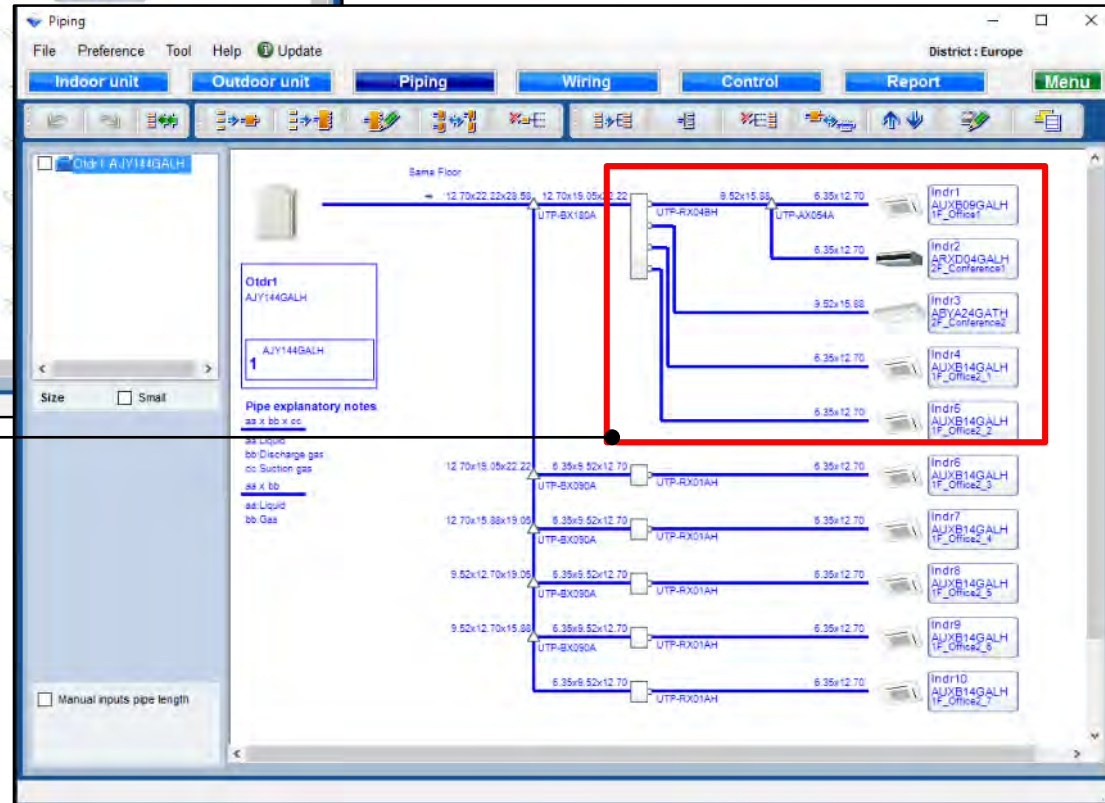 Piping
File Preference Tool Help Update District : Europe
Indoor unit Outdoor unit Piping Wiring Control Report Menu
Otdr1 AJY144GALH
Size Small
Manual inputs pipe length
Same Floor
12.70x22.22x28.58 12.70x19.05x22.22 9.52x15.88 6.35x12.70
UTP-BX180A UTP-RX04BH UTP-AX054A
Indr1
AUXB09GALH
1F_Office1
6.35x12.70
Indr2
ARXD04GALH
2F_Conference1
9.52x15.88
Indr3
ABYA24GATH
2F_Conference2
6.35x12.70
Indr4
AUXB14GALH
1F_Office2_1
6.35x12.70
Indr5
AUXB14GALH
1F_Office2_2
Otdr1
AJY144GALH
AJY144GALH
1
Pipe explanatory notes
aa x bb x cc
aa:Liquid
bb:Discharge gas
cc:Suction gas
aa x bb
aa:Liquid
bb:Gas
12.70x19.05x22.22 6.35x9.52x12.70 6.35x12.70
UTP-BX090A UTP-RX01AH
Indr6
AUXB14GALH
1F_Office2_3
12.70x15.88x19.05 6.35x9.52x12.70 6.35x12.70
UTP-BX090A UTP-RX01AH
Indr7
AUXB14GALH
1F_Office2_4
9.52x12.70x19.05 6.35x9.52x12.70 6.35x12.70
UTP-BX090A UTP-RX01AH
Indr8
AUXB14GALH
1F_Office2_5
9.52x12.70x15.88 6.35x9.52x12.70 6.35x12.70
UTP-BX090A UTP-RX01AH
Indr9
AUXB14GALH
1F_Office2_6
6.35x9.52x12.70 6.35x12.70
UTP-RX01AH
Indr10
AUXB14GALH
1F_Office2_7